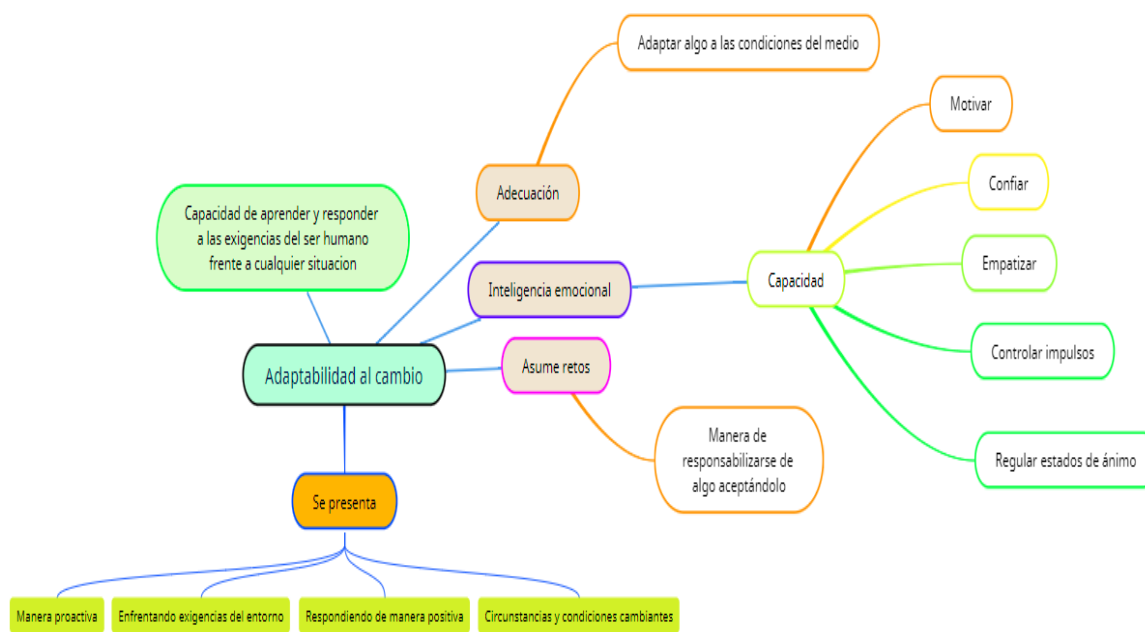 Adaptar algo a las condiciones del medio
Motivar
Adecuación
Confiar
Capacidad de aprender y responder
a las exigencias del ser humano
frente a cualquier situacion
Empatizar
Inteligencia emocional
Capacidad
Controlar impulsos
Asume retos
Adaptabilidad al cambio
Manera de
responsabilizarse de
algo aceptándolo
Regular estados de ánimo
Se presenta
Manera proactiva
Enfrentando exigencias del entorno
Respondiendo de manera positiva
Circunstancias y condiciones cambiantes